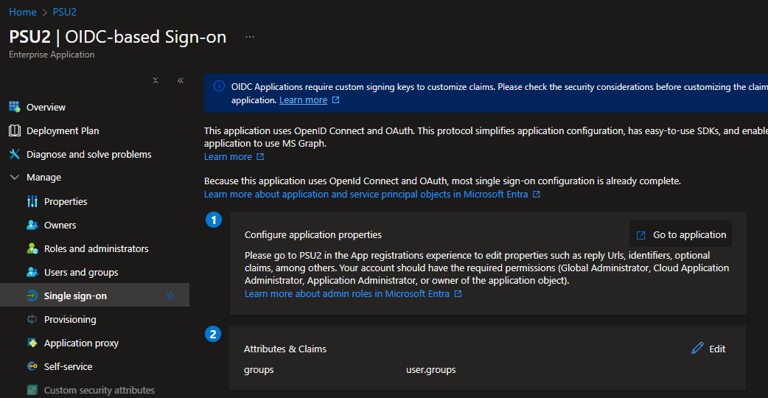 Home > PSU2
PSU2 | OIDC-based Sign-on ...
Enterprise Application
Overview
Deployment Plan
Diagnose and solve problems
Manage
Properties
Owners
Roles and administrators
Users and groups
Single sign-on
Provisioning
Application proxy
Self-service
Custom security attributes
OIDC Applications require custom signing keys to customize claims. Please check the security considerations before customizing the claim
application. Learn more
This application uses OpenID Connect and OAuth. This protocol simplifies application configuration, has easy-to-use SDKs, and enable
application to use MS Graph.
Learn more
Because this application uses OpenId Connect and OAuth, most single sign-on configuration is already complete.
Learn more about application and service principal objects in Microsoft Entra
1
Configure application properties
Go to application
Please go to PSU2 in the App registrations experience to edit properties such as reply Urls, identifiers, optional
claims, among others. Your account should have the required permissions (Global Administrator, Cloud Application
Administrator, Application Administrator, or owner of the application object).
Learn more about admin roles in Microsoft Entra
2
Attributes & Claims
Edit
groups user.groups